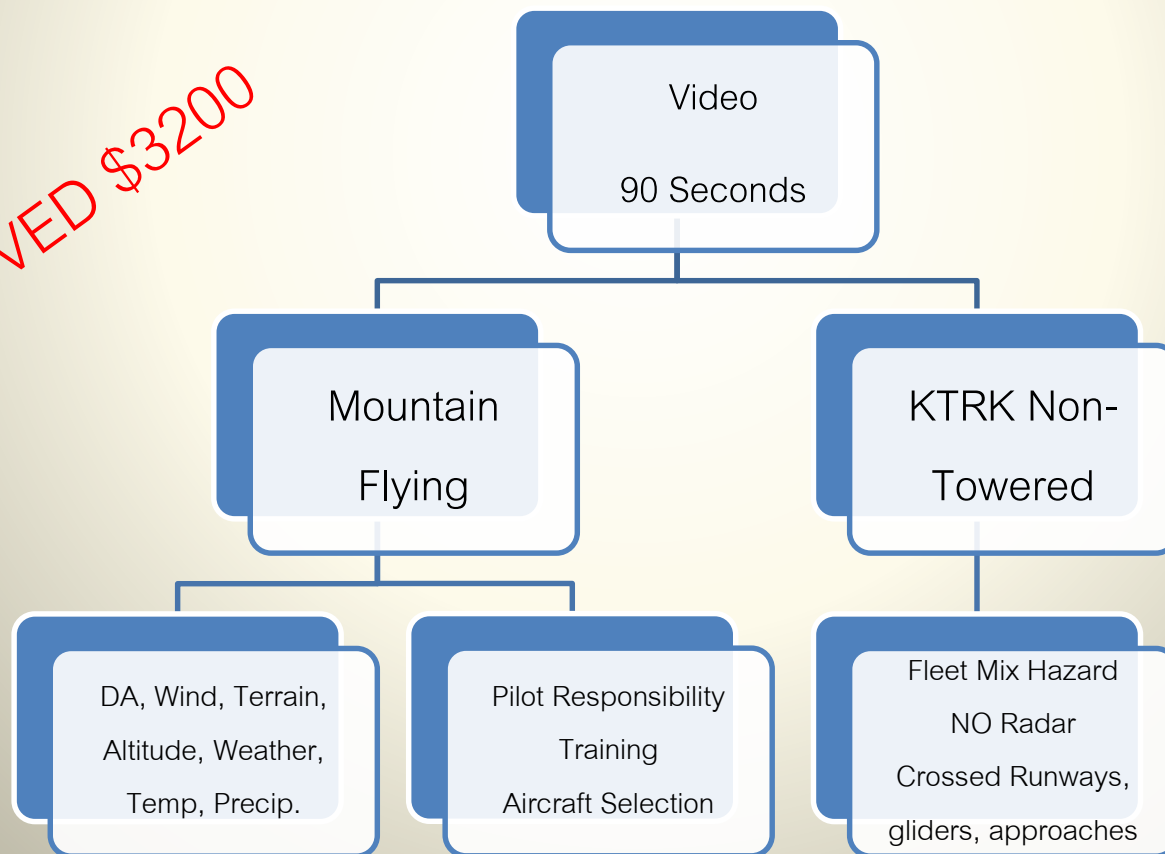 $3200
Video
90 Seconds
Mountain
Flying
KTRK Non-
Towered
DA, Wind, Terrain,
Altitude, Weather,
Temp, Precip.
Pilot Responsibility
Training
Aircraft Selection
Fleet Mix Hazard
NO Radar
Crossed Runways,
gliders, approaches